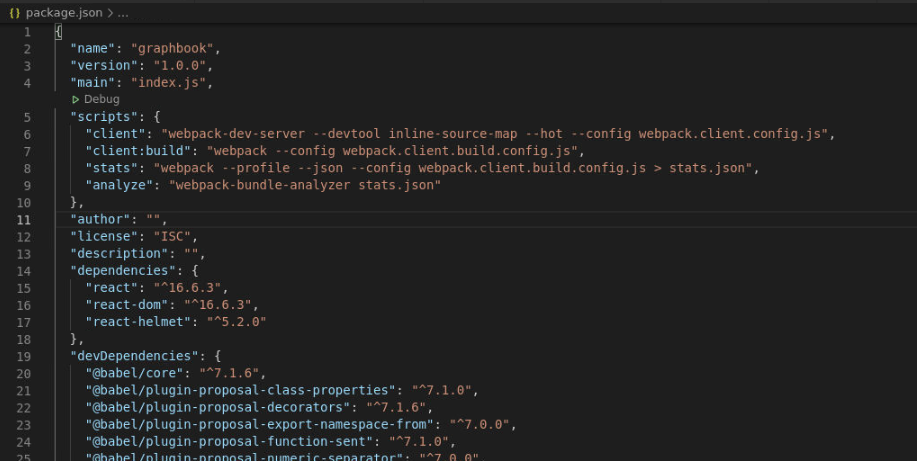 {} package.json > ...
1 {
2 "name": "graphbook",
3 "version": "1.0.0",
4 "main": "index.js",
Debug
5 "scripts": {
6 "client": "webpack-dev-server --devtool inline-source-map --hot --config webpack.client.config.js",
7 "client:build": "webpack --config webpack.client.build.config.js",
8 "stats": "webpack --profile --json --config webpack.client.build.config.js > stats.json",
9 "analyze": "webpack-bundle-analyzer stats.json"
10 },
11 "author": "",
12 "license": "ISC",
13 "description": "",
14 "dependencies": {
15 "react": "^16.6.3",
16 "react-dom": "^16.6.3",
17 "react-helmet": "^5.2.0"
18 },
19 "devDependencies": {
20 "@babel/core": "^7.1.6",
21 "@babel/plugin-proposal-class-properties": "^7.1.0",
22 "@babel/plugin-proposal-decorators": "^7.1.6",
23 "@babel/plugin-proposal-export-namespace-from": "^7.0.0",
24 "@babel/plugin-proposal-function-sent": "^7.1.0",
25 "@babel/plugin-proposal-numeric-separator": "^7.0.0"